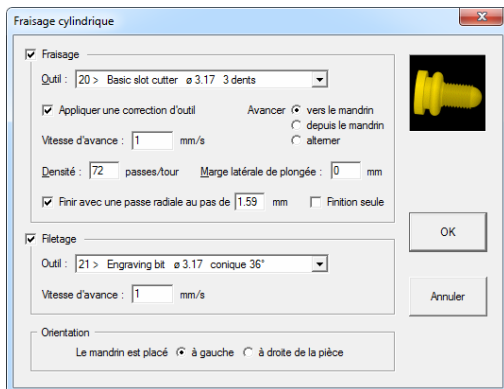 Fraisage cylindrique
Fraisage
Outil : 20 > Basic slot cutter ø 3.17 3 dents
Appliquer une correction d'outil
Avancer vers le mandrin
depuis le mandrin
alterner
Vitesse d'avance : 1 mm/s
Densité : 72 passes/tour Marge latérale de plongée : 0 mm
Finir avec une passe radiale au pas de 1.59 mm Finition seule
OK
Filetage
Outil : 21 > Engraving bit ø 3.17 conique 36°
Vitesse d'avance : 1 mm/s
Annuler
Orientation
Le mandrin est placé à gauche à droite de la pièce